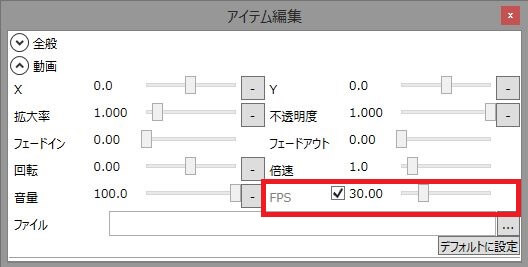 アイテム編集 x
全般
動画
X 0.0 - Y 0.0 -
拡大率 1.000 - 不透明度 1.000 -
フェードイン 0.00 フェードアウト 0.00
回転 0.00 - 倍速 1.0
音量 100.0 - FPS 30.00
ファイル ...
デフォルトに設定